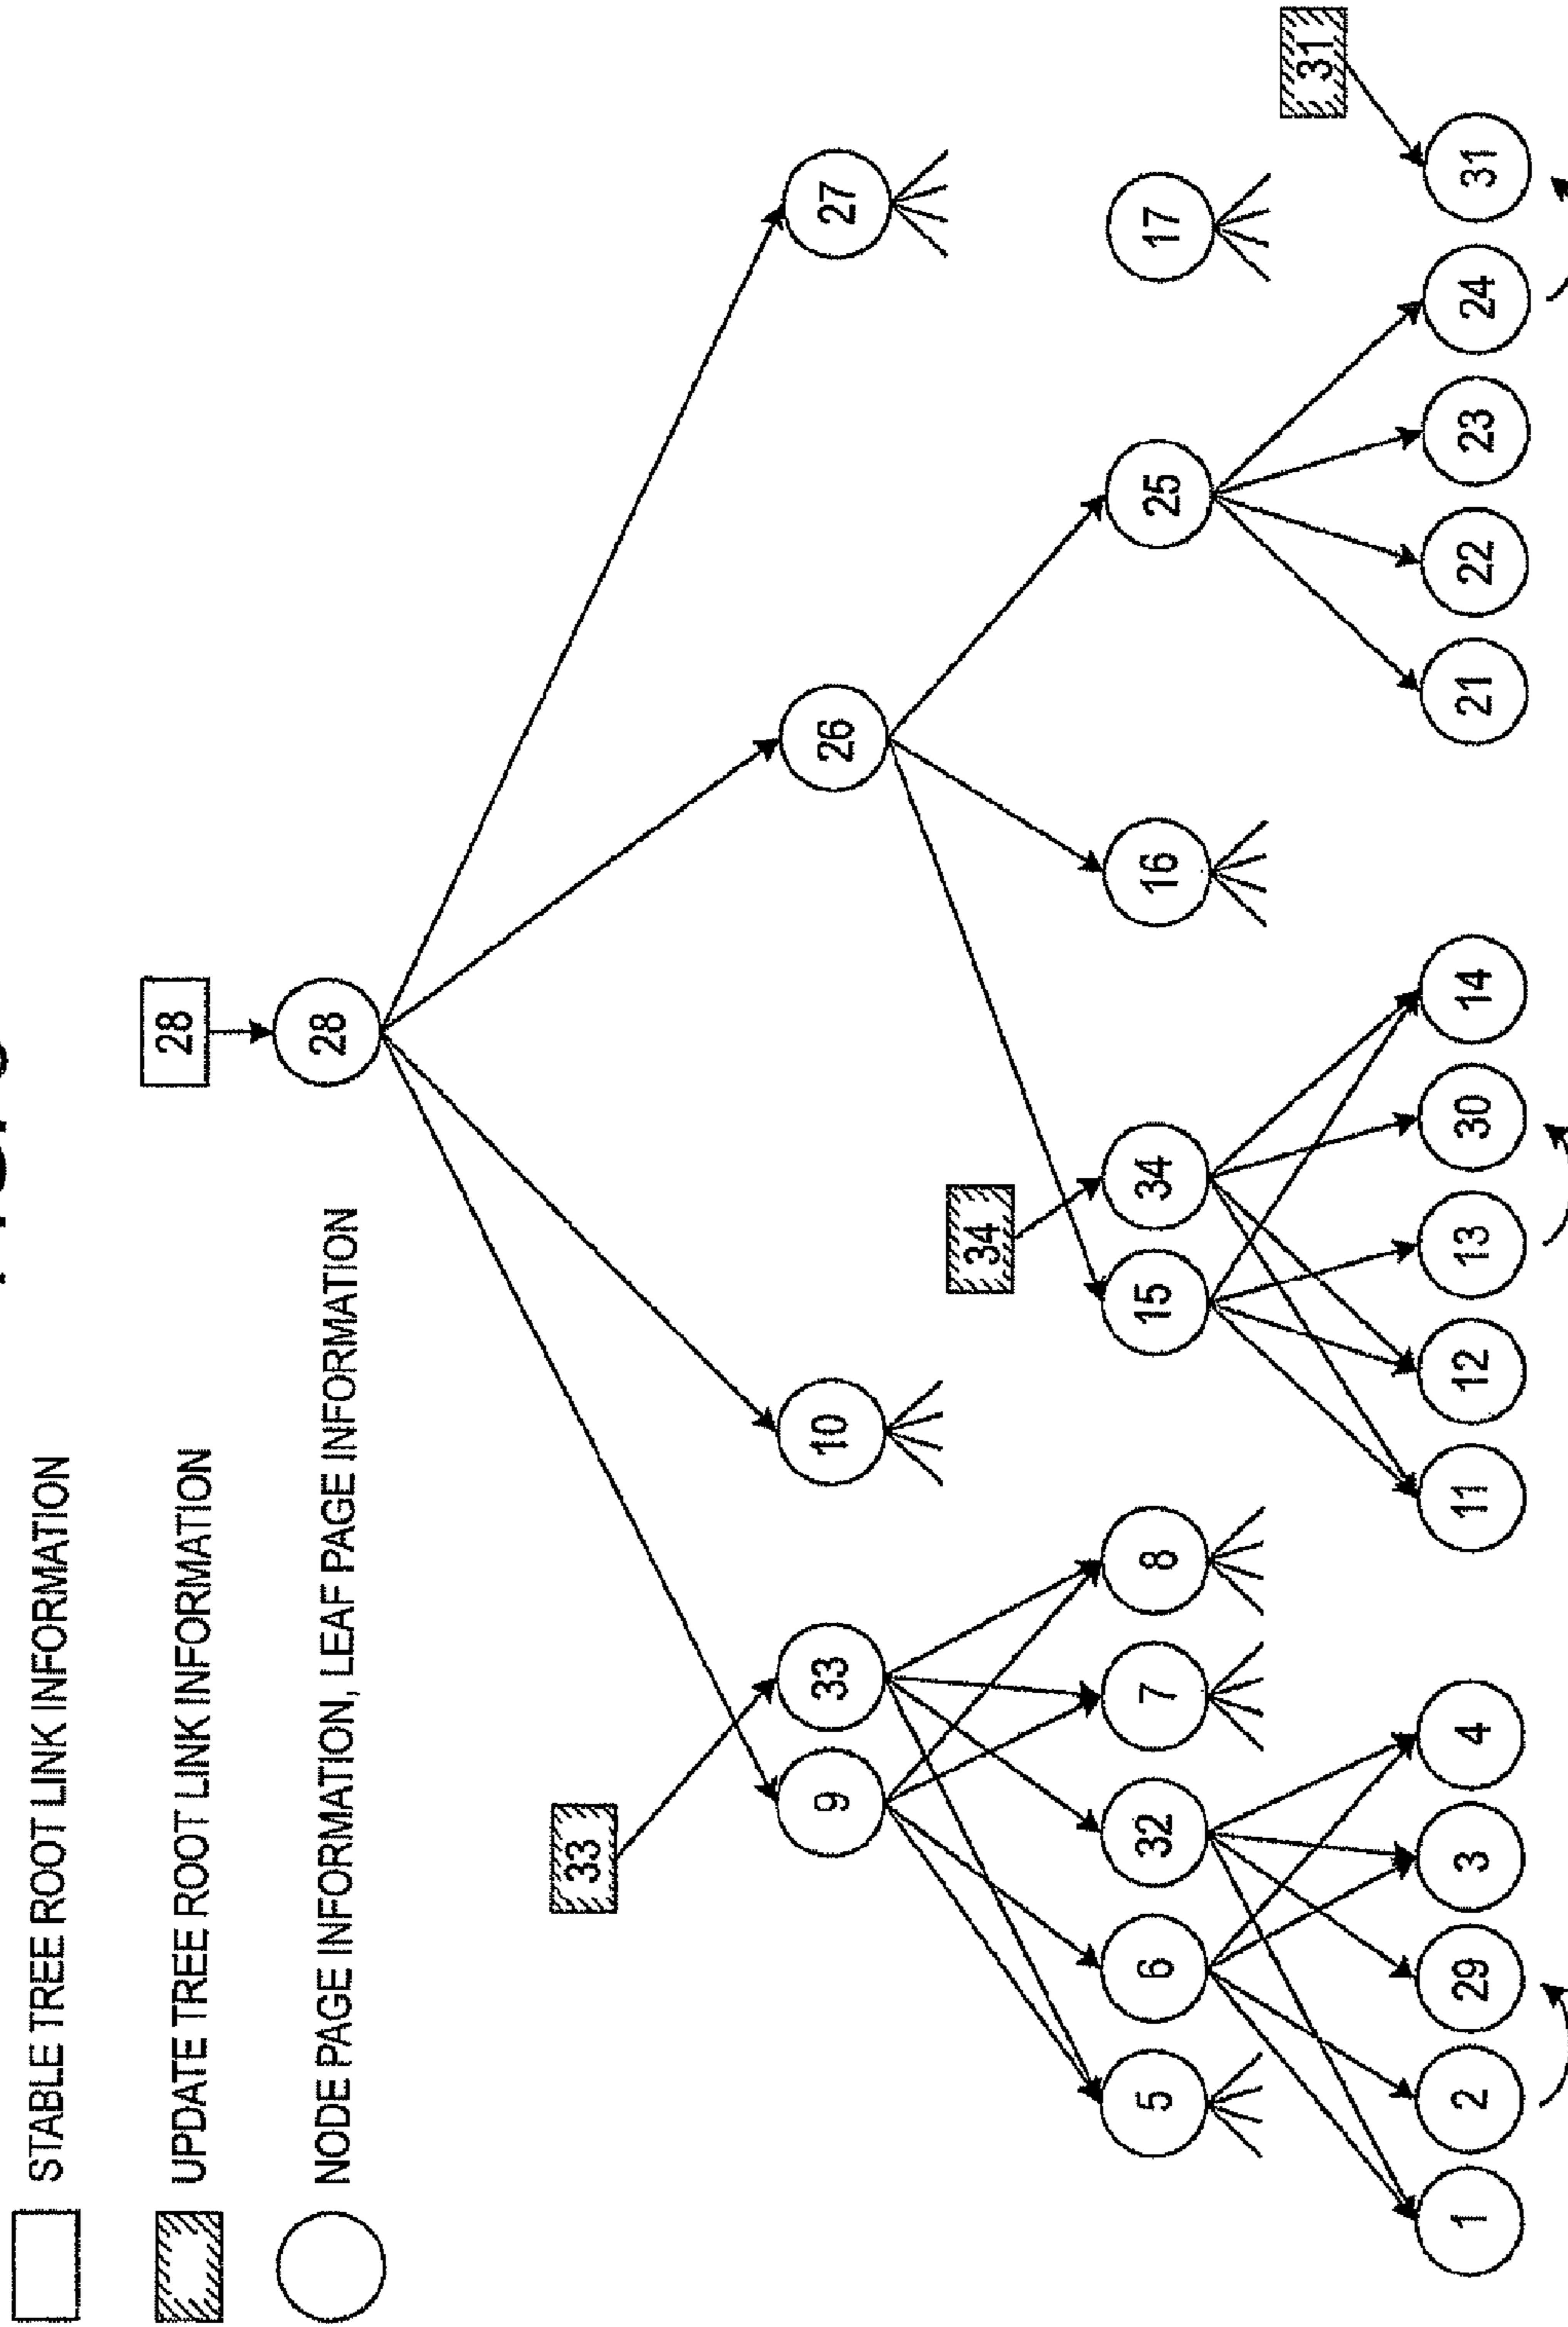 STABLE TREE ROOT LINK INFORMATION
UPDATE TREE ROOT LINK INFORMATION
NODE PAGE INFORMATION, LEAF PAGE INFORMATION
28
28
33
9 33 10 26 27
34
5 6 32 7 8 15 34 16 25 17
31
1 2 29 3 4 11 12 13 30 14 21 22 23 24 31